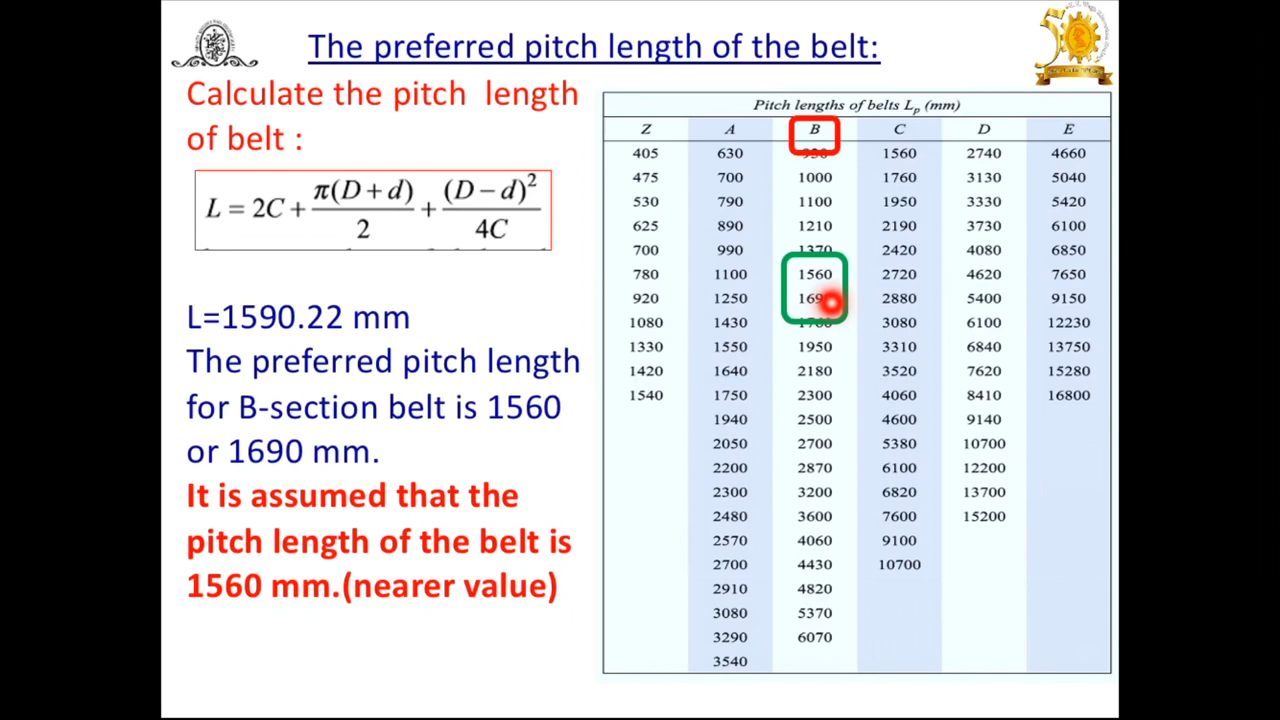 The preferred pitch length of the belt:
Calculate the pitch length
of belt :
L = 2C + π(D + d)/2 + (D − d)²/4C
L=1590.22 mm
The preferred pitch length
for B-section belt is 1560
or 1690 mm.
It is assumed that the
pitch length of the belt is
1560 mm.(nearer value)
Pitch lengths of belts Lp (mm)
Z A B C D E
405 630 930 1560 2740 4660
475 700 1000 1760 3130 5040
530 790 1100 1950 3330 5420
625 890 1210 2190 3730 6100
700 990 1370 2420 4080 6850
780 1100 1560 2720 4620 7650
920 1250 1690 2880 5400 9150
1080 1430 1760 3080 6100 12230
1330 1550 1950 3310 6840 13750
1420 1640 2180 3520 7620 15280
1540 1750 2300 4060 8410 16800
1940 2500 4600 9140
2050 2700 5380 10700
2200 2870 6100 12200
2300 3200 6820 13700
2480 3600 7600 15200
2570 4060 9100
2700 4430 10700
2910 4820
3080 5370
3290 6070
3540